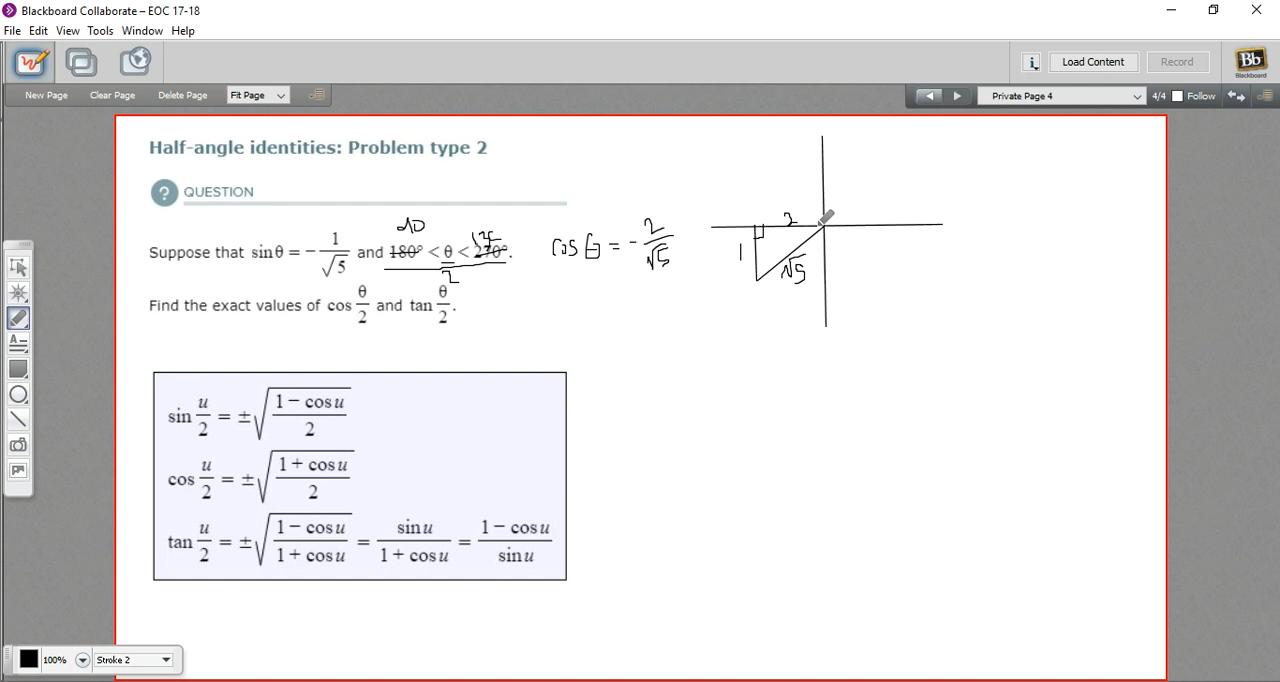 Blackboard Collaborate – EOC 17-18
File Edit View Tools Window Help
i Load Content Record Bb
Blackboard
New Page Clear Page Delete Page Fit Page Private Page 4 4/4 Follow
Half-angle identities: Problem type 2
? QUESTION
Suppose that sin θ = − 1/√5 and 180° < θ < 270°.
2
cos θ = - 2/√5
2
1
√5
Find the exact values of cos θ/2 and tan θ/2.
sin u/2 = ±√((1 − cos u)/2)
cos u/2 = ±√((1 + cos u)/2)
tan u/2 = ±√((1 − cos u)/(1 + cos u)) = sin u/(1 + cos u) = (1 − cos u)/sin u
A
100% Stroke 2